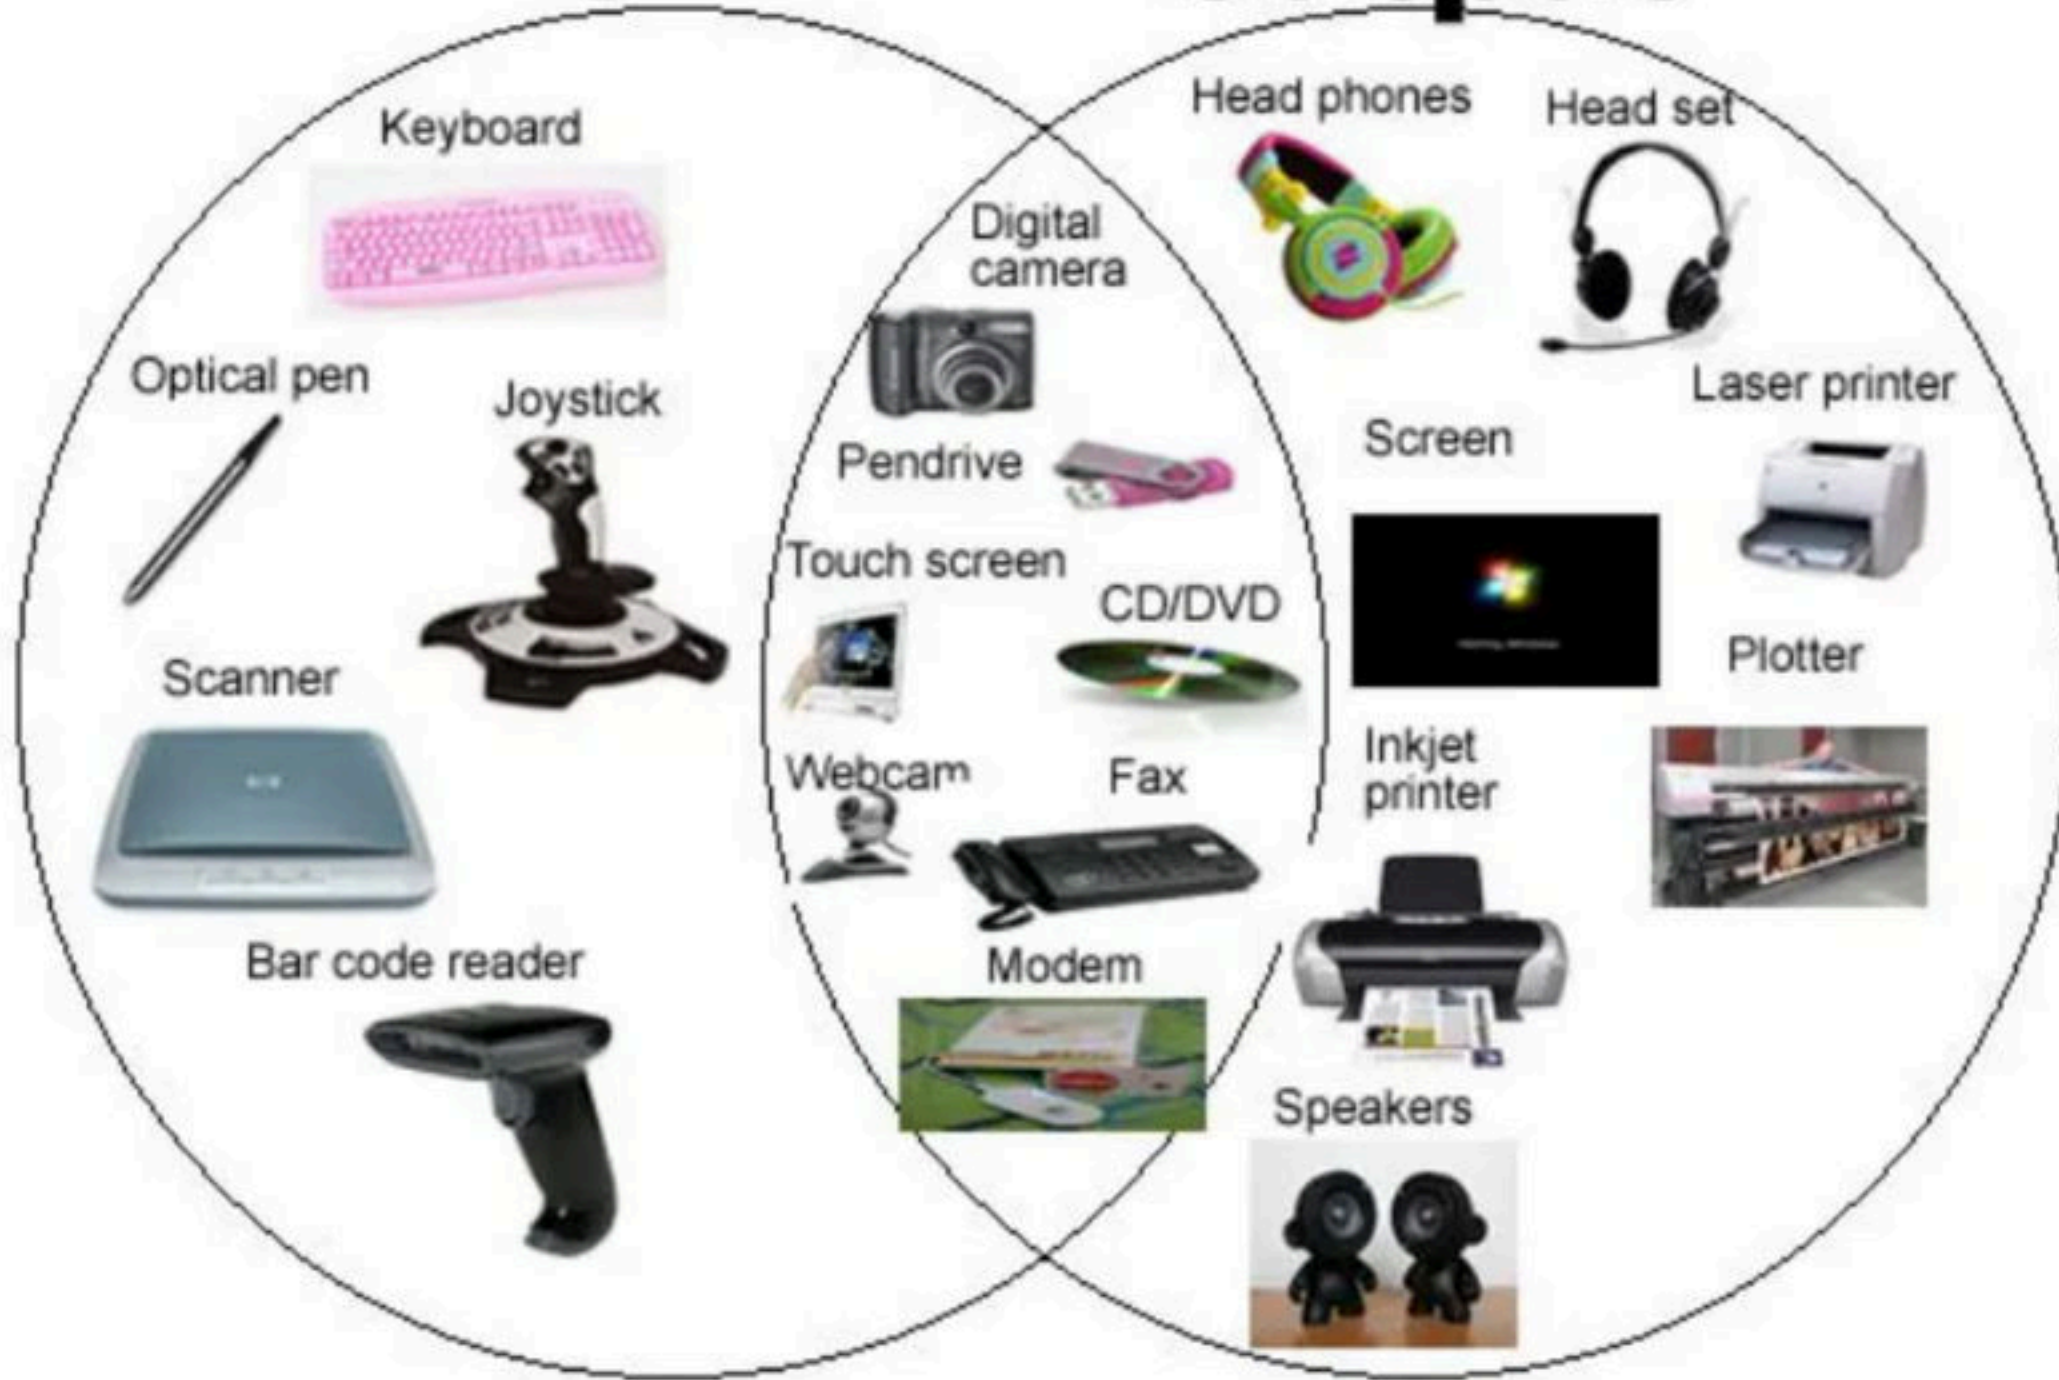 Keyboard
Optical pen
Joystick
Scanner
Bar code reader
Digital
camera
Pendrive
Touch screen
CD/DVD
Webcam
Fax
Modem
Head phones
Head set
Laser printer
Screen
Plotter
Inkjet
printer
Speakers